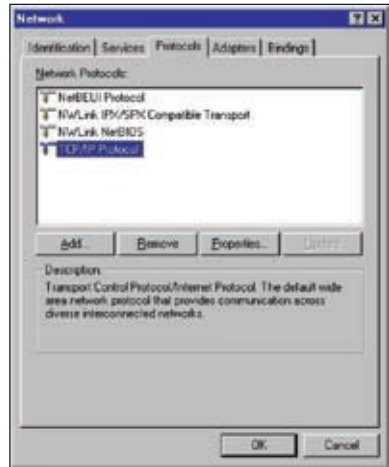 Network
Identification Services Protocols Adapters Bindings
Network Protocols:
NetBEUI Protocol
NWLink IPX/SPX Compatible Transport
NWLink NetBIOS
TCP/IP Protocol
Add... Remove Properties... Update...
Description:
Transport Control Protocol/Internet Protocol. The default wide
area network protocol that provides communication across
diverse interconnected networks.
OK Cancel